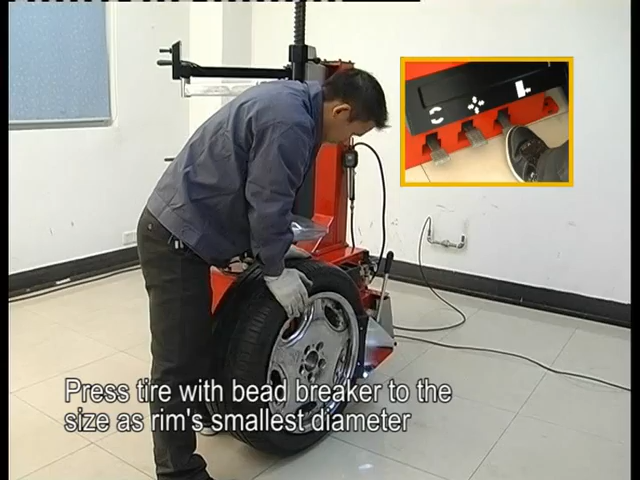 Press tire with bead breaker to the
size as rim's smallest diameter